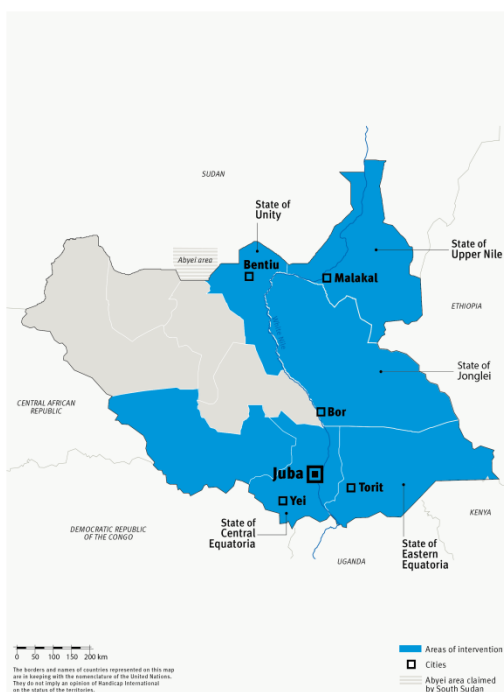 SUDAN
State of
Unity
Abyei area
Bentiu
Malakal
State of
Upper Nile
ETHIOPIA
State of
Jonglei
CENTRAL AFRICAN
REPUBLIC
Bor
Juba
Torit
Yei
State of
Central
Equatoria
DEMOCRATIC REPUBLIC
OF THE CONGO
KENYA
State of
Eastern
Equatoria
UGANDA
0 50 100 150 200 km
The borders and names of countries represented on this map
are in keeping with the nomenclature of the United Nations.
They do not imply an opinion of Handicap International
on the status of the territories.
Areas of intervention
Cities
Abyei area claimed
by South Sudan